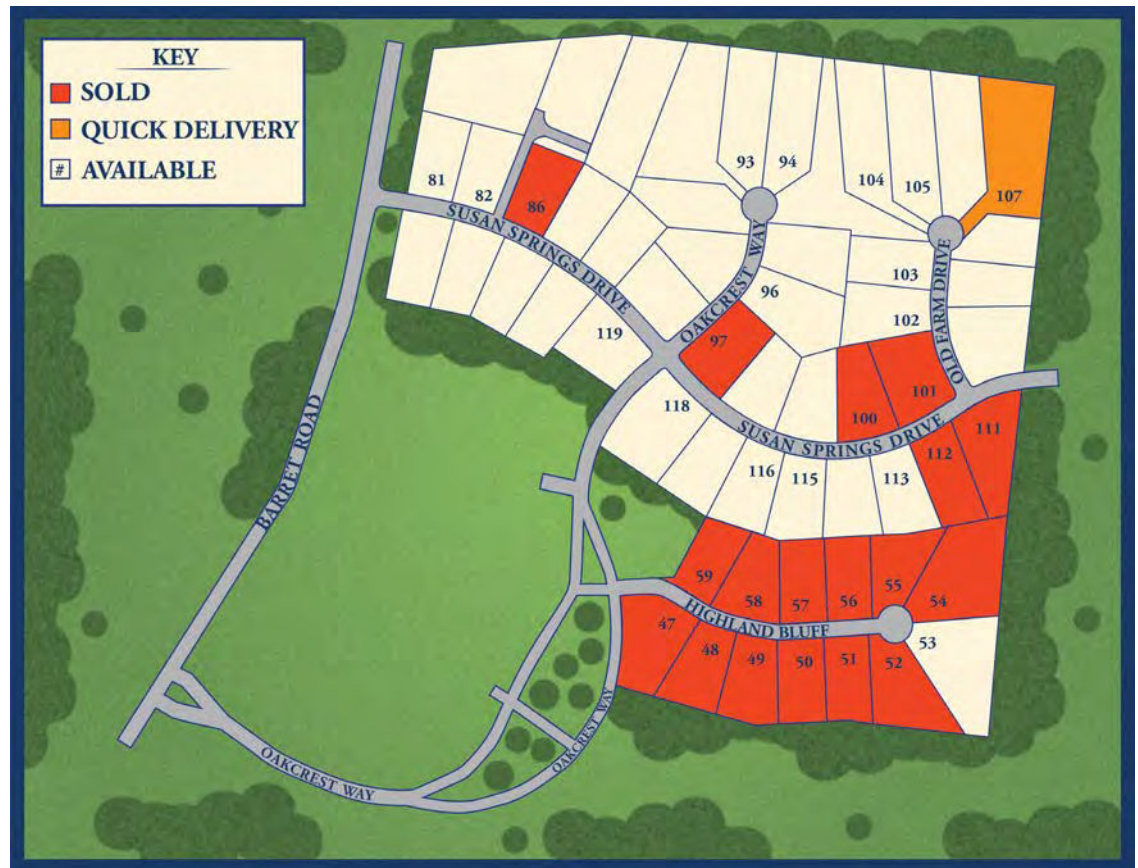 KEY
SOLD
QUICK DELIVERY
# AVAILABLE
81
82
86
93
94
104
105
107
SUSAN SPRINGS DRIVE
OAKCREST WAY
OLD FARM DRIVE
103
102
96
97
119
118
101
100
SUSAN SPRINGS DRIVE
111
112
113
116
115
BARRET ROAD
59
58
57
56
55
54
53
HIGHLAND BLUFF
47
48
49
50
51
52
OAKCREST WAY
OAKCREST WAY